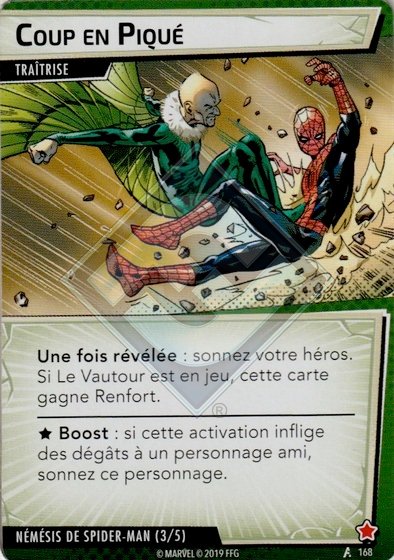 COUP EN PIQUÉ
TRAÎTRISE
Une fois révélée : sonnez votre héros.
Si Le Vautour est en jeu, cette carte
gagne Renfort.
★ Boost : si cette activation inflige
des dégâts à un personnage ami,
sonnez ce personnage.
NÉMÉSIS DE SPIDER-MAN (3/5)
© MARVEL © 2019 FFG
168